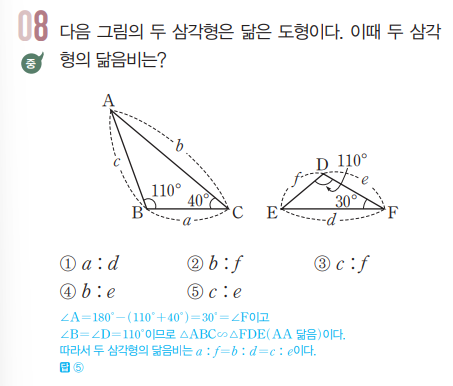 08 다음 그림의 두 삼각형은 닮은 도형이다. 이때 두 삼각
중 형의 닮음비는?
A
b
c
110°
40°
B
a
C
D 110°
f
e
30°
E
d
F
① a : d ② b : f ③ c : f
④ b : e ⑤ c : e
∠A=180°-(110°+40°)=30°=∠F이고
∠B=∠D=110°이므로 △ABC∽△FDE(AA 닮음)이다.
따라서 두 삼각형의 닮음비는 a : f=b : d=c : e이다.
답 ⑤